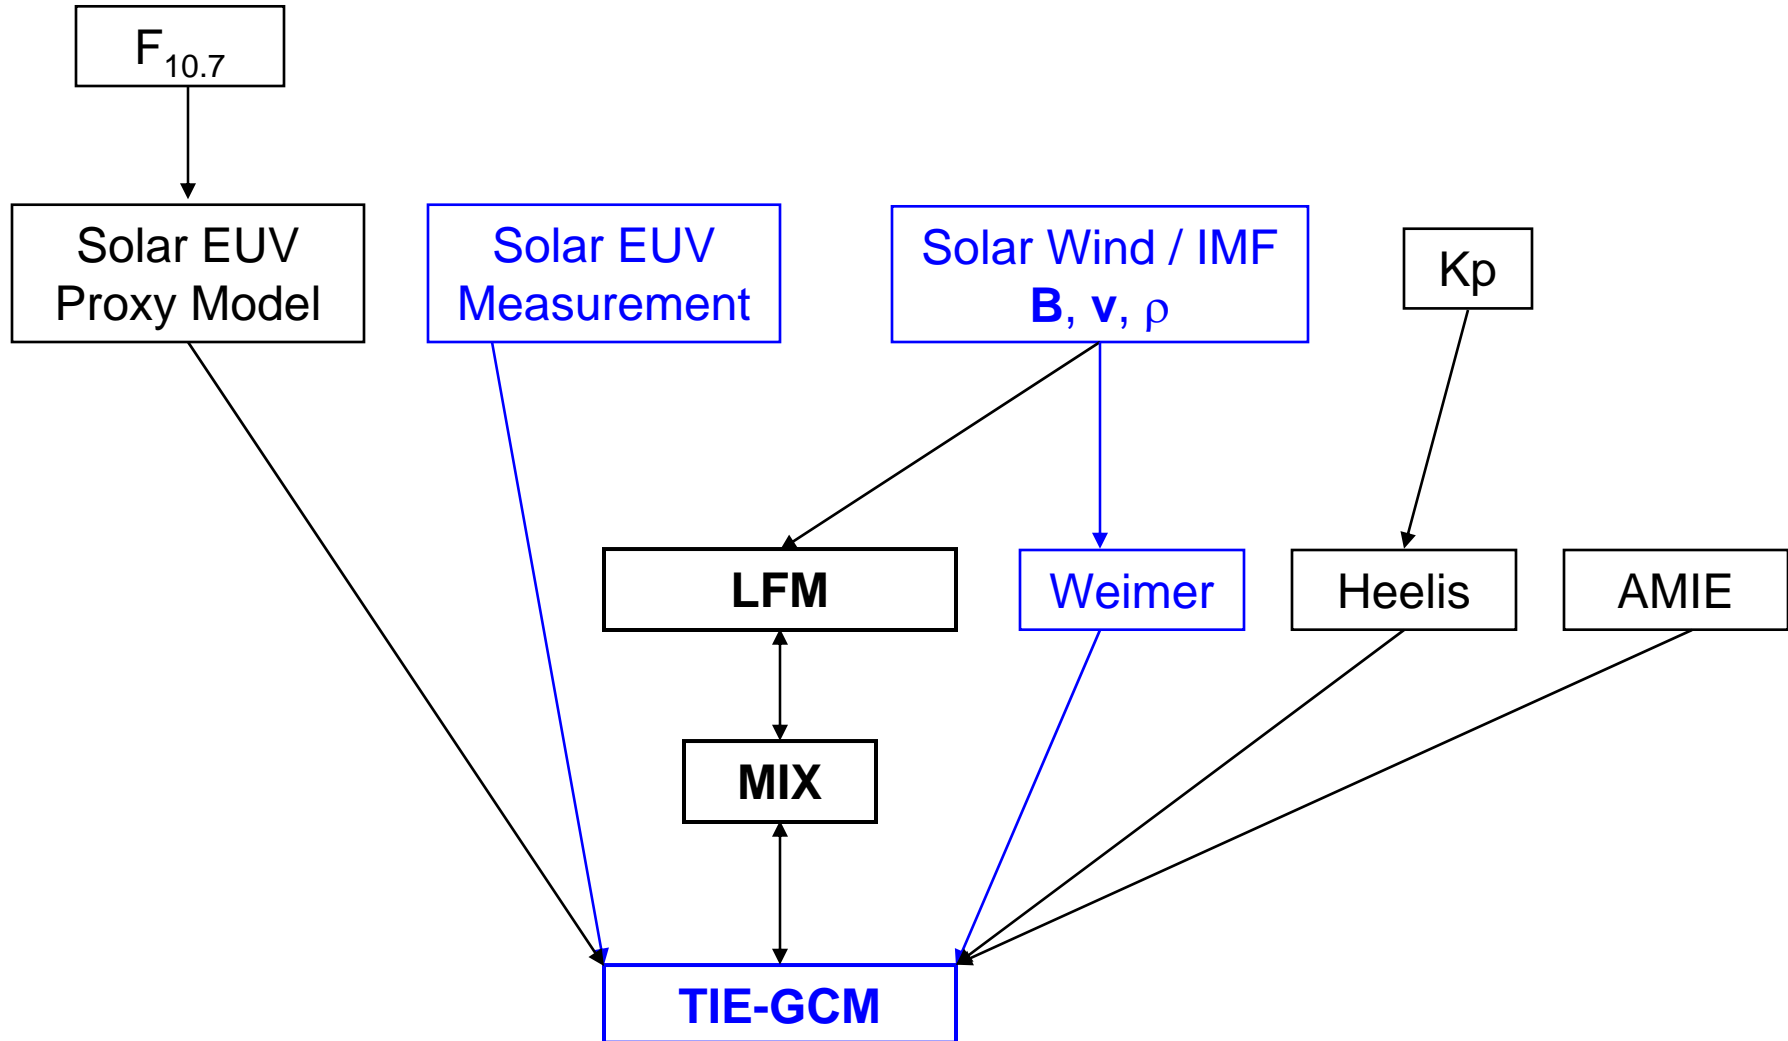 F10.7
Solar EUV
Proxy Model
Solar EUV
Measurement
Solar Wind / IMF
B, v, ρ
Kp
LFM
Weimer
Heelis
AMIE
MIX
TIE-GCM